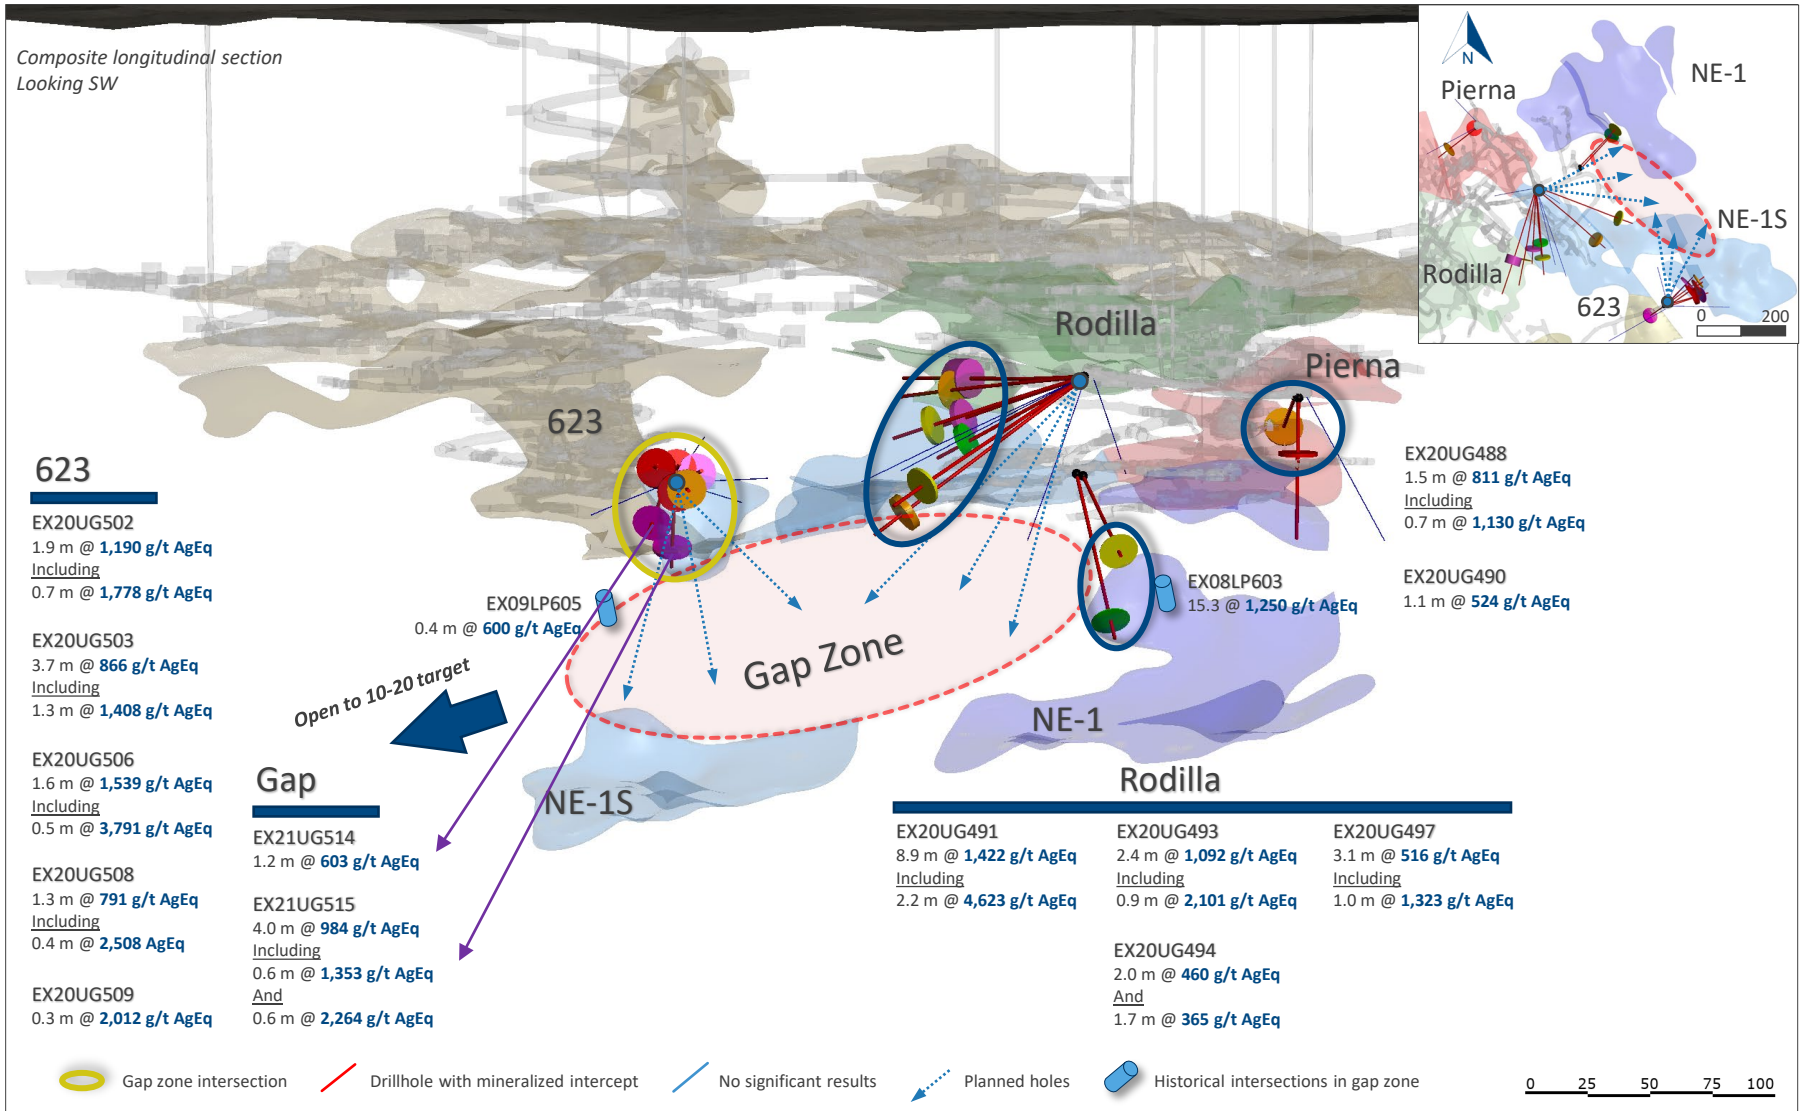 Composite longitudinal section
Looking SW
N
NE-1
Pierna
NE-1S
Rodilla
623
0 200
Rodilla
Pierna
623
623
EX20UG502
1.9 m @ 1,190 g/t AgEq
Including
0.7 m @ 1,778 g/t AgEq
EX20UG503
3.7 m @ 866 g/t AgEq
Including
1.3 m @ 1,408 g/t AgEq
EX20UG506
1.6 m @ 1,539 g/t AgEq
Including
0.5 m @ 3,791 g/t AgEq
EX20UG508
1.3 m @ 791 g/t AgEq
Including
0.4 m @ 2,508 AgEq
EX20UG509
0.3 m @ 2,012 g/t AgEq
EX09LP605
0.4 m @ 600 g/t AgEq
Open to 10-20 target
Gap Zone
EX08LP603
15.3 @ 1,250 g/t AgEq
EX20UG488
1.5 m @ 811 g/t AgEq
Including
0.7 m @ 1,130 g/t AgEq
EX20UG490
1.1 m @ 524 g/t AgEq
NE-1
NE-1S
Gap
EX21UG514
1.2 m @ 603 g/t AgEq
EX21UG515
4.0 m @ 984 g/t AgEq
Including
0.6 m @ 1,353 g/t AgEq
And
0.6 m @ 2,264 g/t AgEq
Rodilla
EX20UG491
8.9 m @ 1,422 g/t AgEq
Including
2.2 m @ 4,623 g/t AgEq
EX20UG493
2.4 m @ 1,092 g/t AgEq
Including
0.9 m @ 2,101 g/t AgEq
EX20UG497
3.1 m @ 516 g/t AgEq
Including
1.0 m @ 1,323 g/t AgEq
EX20UG494
2.0 m @ 460 g/t AgEq
And
1.7 m @ 365 g/t AgEq
Gap zone intersection
Drillhole with mineralized intercept
No significant results
Planned holes
Historical intersections in gap zone
0 25 50 75 100